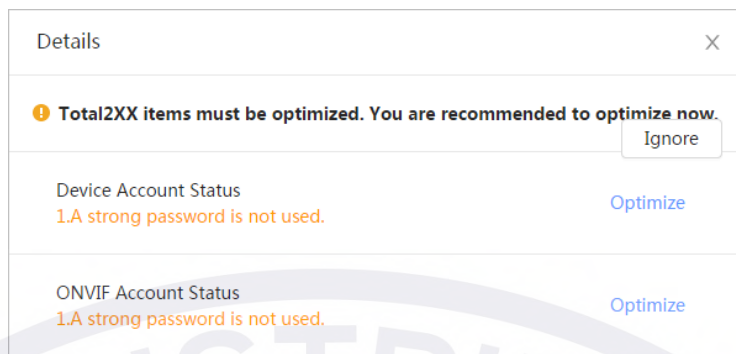 Details
Total2XX items must be optimized. You are recommended to optimize now.
Ignore
Device Account Status
Optimize
1.A strong password is not used.
ONVIF Account Status
Optimize
1.A strong password is not used.